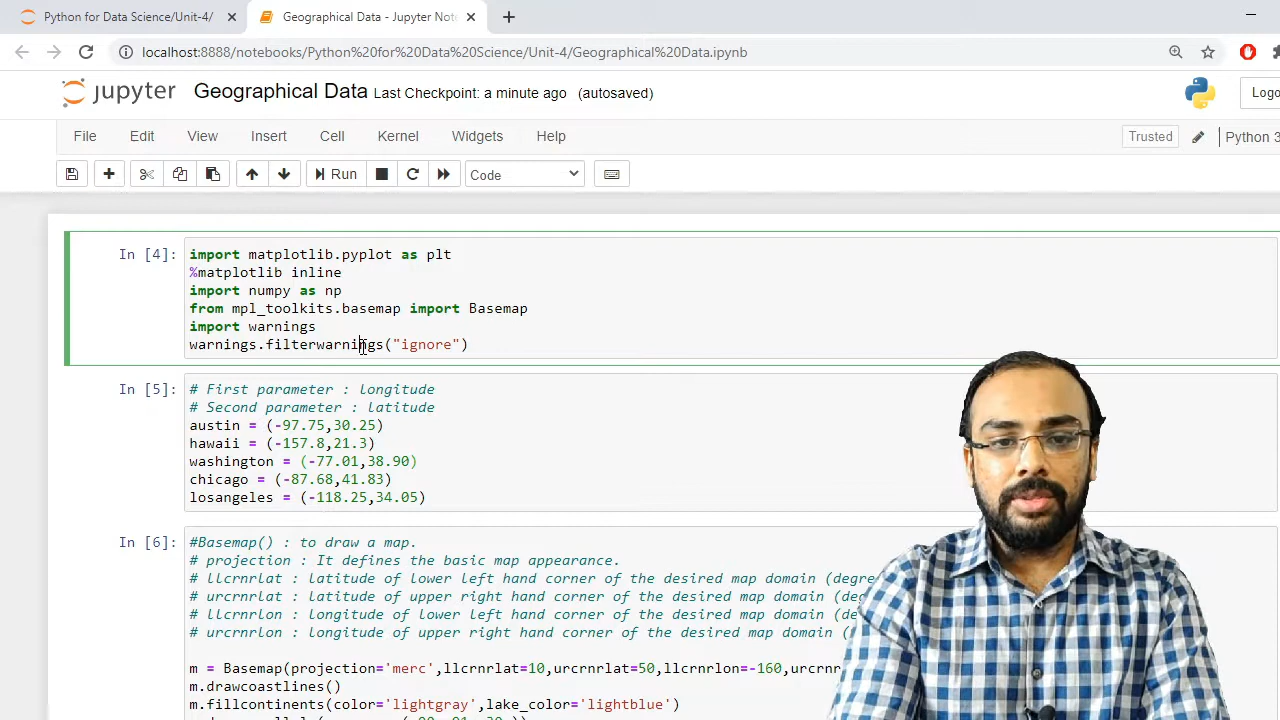 Python for Data Science/Unit-4/
Geographical Data - Jupyter Note
localhost:8888/notebooks/Python%20for%20Data%20Science/Unit-4/Geographical%20Data.ipynb
jupyter Geographical Data Last Checkpoint: a minute ago (autosaved)
Logo
File Edit View Insert Cell Kernel Widgets Help
Trusted Python 3
Run Code
In [4]: import matplotlib.pyplot as plt
%matplotlib inline
import numpy as np
from mpl_toolkits.basemap import Basemap
import warnings
warnings.filterwarnings("ignore")
In [5]: # First parameter : longitude
# Second parameter : latitude
austin = (-97.75,30.25)
hawaii = (-157.8,21.3)
washington = (-77.01,38.90)
chicago = (-87.68,41.83)
losangeles = (-118.25,34.05)
In [6]: #Basemap() : to draw a map.
# projection : It defines the basic map appearance.
# llcrnrlat : latitude of lower left hand corner of the desired map domain (degre
# urcrnrlat : latitude of upper right hand corner of the desired map domain (de
# llcrnrlon : longitude of lower left hand corner of the desired map domain (de
# urcrnrlon : longitude of upper right hand corner of the desired map domain (
m = Basemap(projection='merc',llcrnrlat=10,urcrnrlat=50,llcrnrlon=-160,urcrnr
m.drawcoastlines()
m.fillcontents(color='lightgray',lake_color='lightblue')